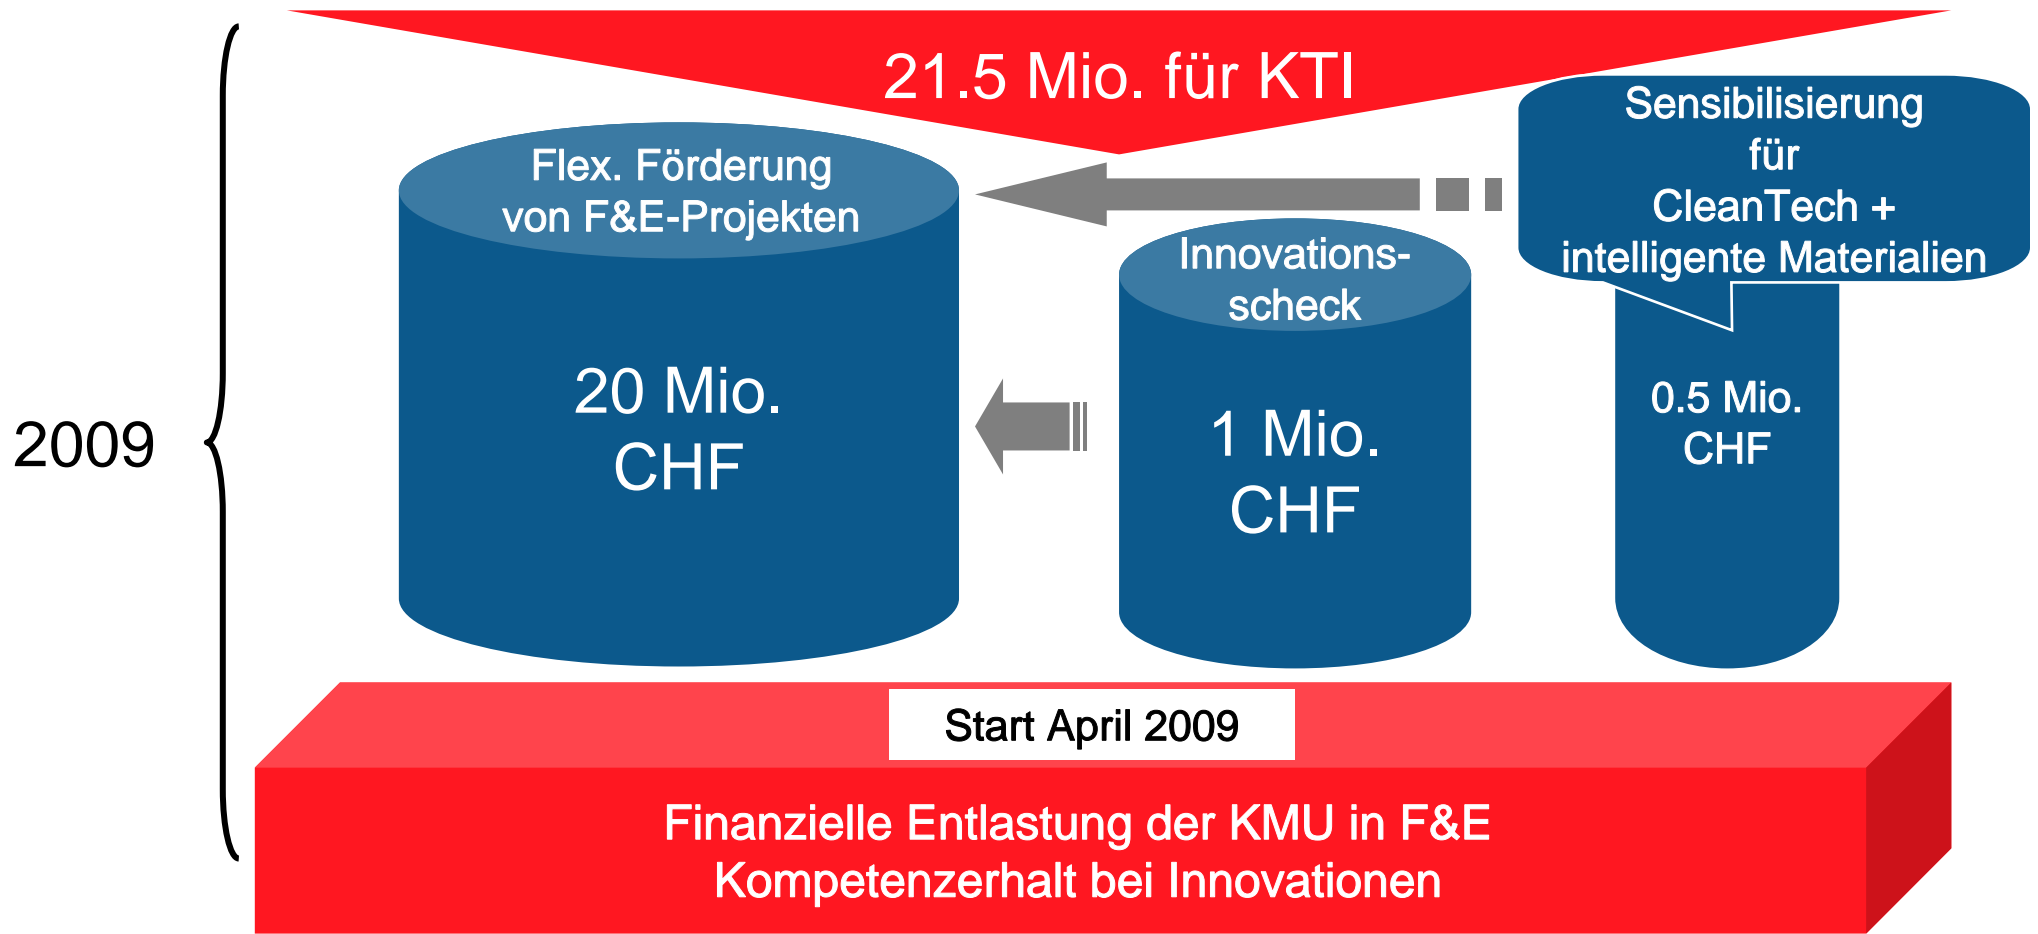 21.5 Mio. für KTI
Sensibilisierung
für
CleanTech +
intelligente Materialien
Flex. Förderung
von F&E-Projekten
Innovations-
scheck
20 Mio.
CHF
1 Mio.
CHF
0.5 Mio.
CHF
2009
Start April 2009
Finanzielle Entlastung der KMU in F&E
Kompetenzerhalt bei Innovationen